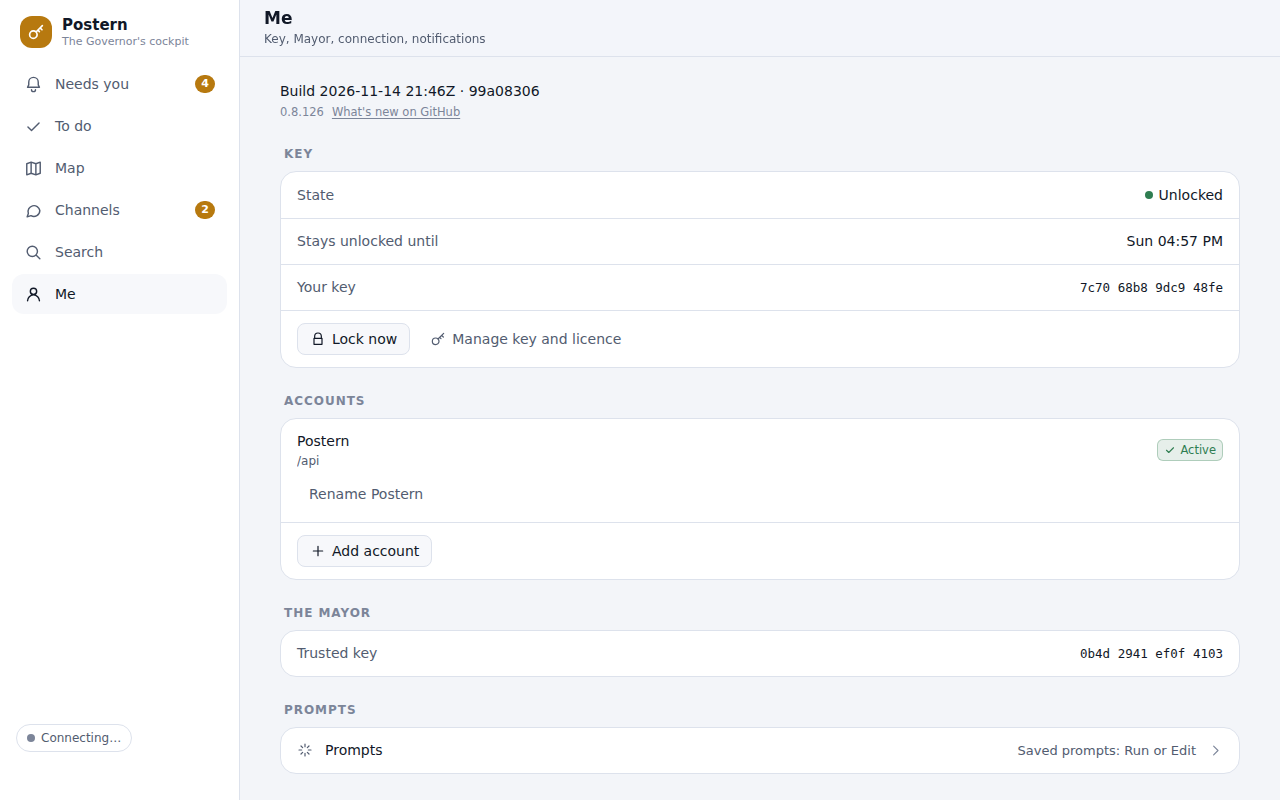 Postern
The Governor's cockpit
Needs you 4
To do
Map
Channels 2
Search
Me
Connecting…
Me
Key, Mayor, connection, notifications
Build 2026-11-14 21:46Z · 99a08306
0.8.126 What's new on GitHub
KEY
State Unlocked
Stays unlocked until Sun 04:57 PM
Your key 7c70 68b8 9dc9 48fe
Lock now Manage key and licence
ACCOUNTS
Postern
/api
Active
Rename Postern
Add account
THE MAYOR
Trusted key 0b4d 2941 ef0f 4103
PROMPTS
Prompts Saved prompts: Run or Edit